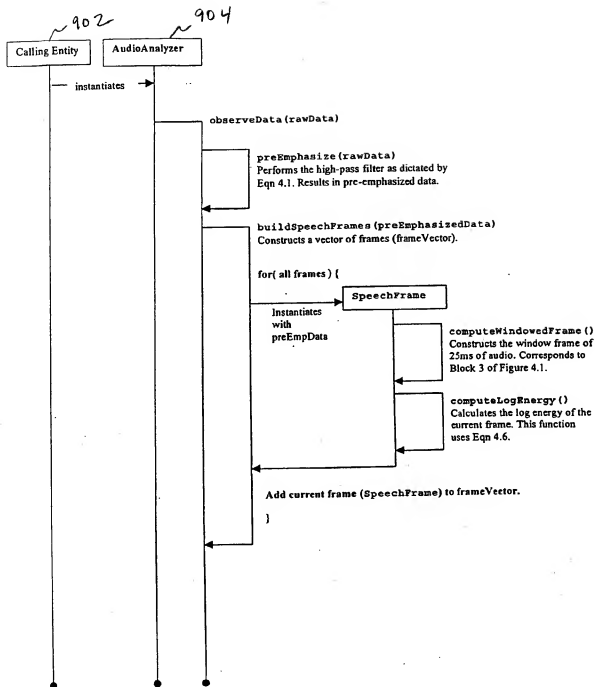 902
904
Calling Entity
AudioAnalyzer
instantiates
observeData(rawData)
preEmphasize(rawData)
Performs the high-pass filter as dictated by
Eqn 4.1. Results in pre-emphasized data.
buildSpeechFrames(preEmphasizedData)
Constructs a vector of frames (frameVector).
for( all frames ) {
SpeechFrame
Instantiates
with
preEmpData
computeWindowedFrame()
Constructs the window frame of
25ms of audio. Corresponds to
Block 3 of Figure 4.1.
computeLogEnergy()
Calculates the log energy of the
current frame. This function
uses Eqn 4.6.
Add current frame (SpeechFrame) to frameVector.
}